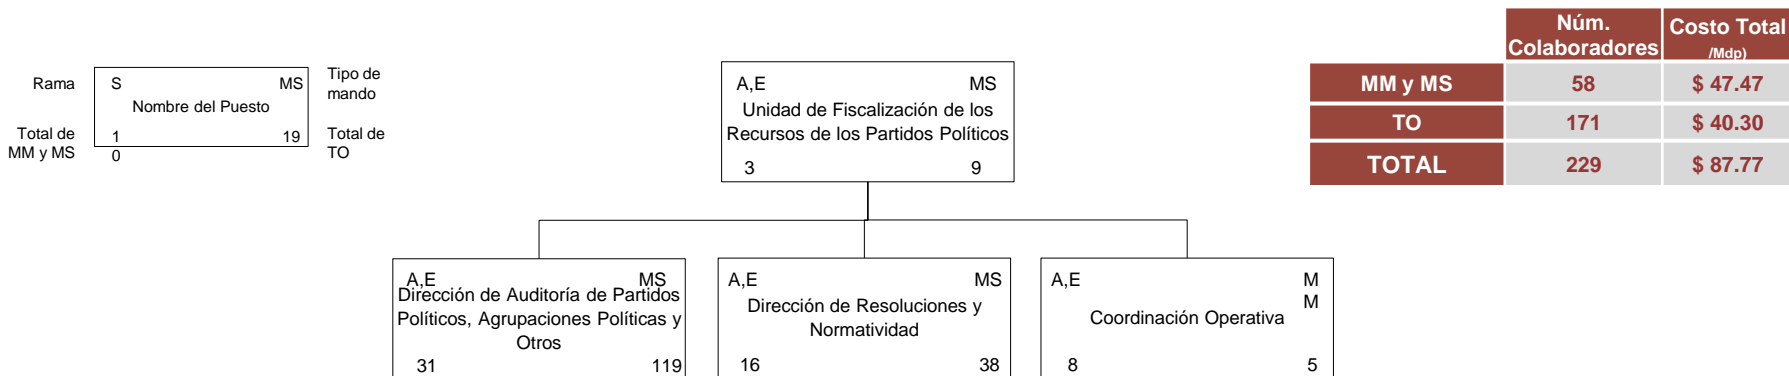 Rama
S MS
Nombre del Puesto
Tipo de
mando
Total de
MM y MS
1 19
0
Total de
TO
A,E MS
Unidad de Fiscalización de los
Recursos de los Partidos Políticos
3 9
Núm.
Colaboradores
Costo Total
/Mdp)
MM y MS 58 $ 47.47
TO 171 $ 40.30
TOTAL 229 $ 87.77
A,E MS
Dirección de Auditoría de Partidos
Políticos, Agrupaciones Políticas y
Otros
31 119
A,E MS
Dirección de Resoluciones y
Normatividad
16 38
A,E M
M
Coordinación Operativa
8 5